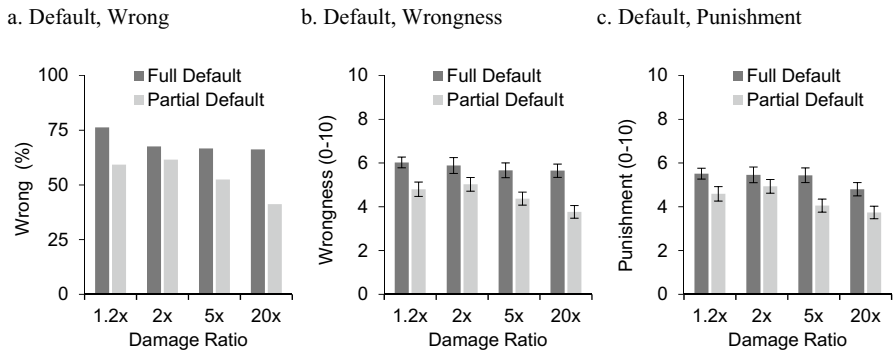 a. Default, Wrong
Full Default
Partial Default
100
75
50
25
0
Wrong (%)
1.2x 2x 5x 20x
Damage Ratio
b. Default, Wrongness
Full Default
Partial Default
10
8
6
4
2
0
Wrongness (0-10)
1.2x 2x 5x 20x
Damage Ratio
c. Default, Punishment
Full Default
Partial Default
10
8
6
4
2
0
Punishment (0-10)
1.2x 2x 5x 20x
Damage Ratio